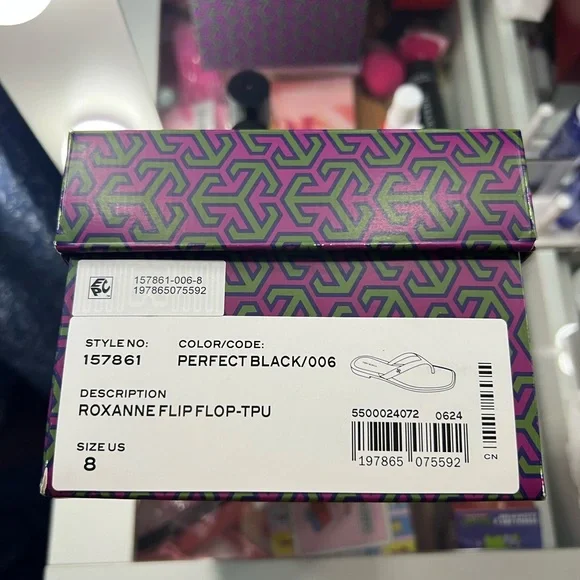 157861-006-8
197865075592
STYLE NO: COLOR/CODE:
157861 PERFECT BLACK/006
DESCRIPTION
ROXANNE FLIP FLOP-TPU
SIZE US
8
5500024072 0624
197865 075592
CN